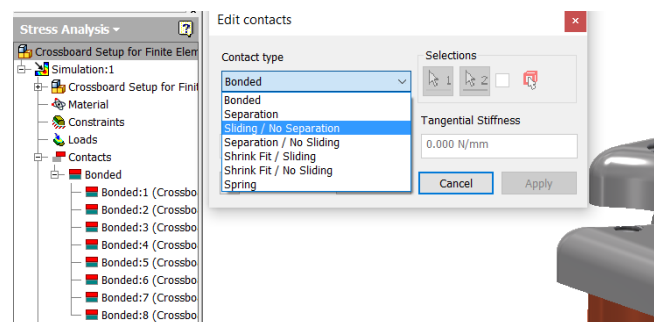 Stress Analysis
?
Crossboard Setup for Finite Elem
Simulation:1
Crossboard Setup for Finit
Material
Constraints
Loads
Contacts
Bonded
Bonded:1 (Crossbo
Bonded:2 (Crossbo
Bonded:3 (Crossbo
Bonded:4 (Crossbo
Bonded:5 (Crossbo
Bonded:6 (Crossbo
Bonded:7 (Crossbo
Bonded:8 (Crossbo
Edit contacts
×
Contact type
Bonded
Bonded
Separation
Sliding / No Separation
Separation / No Sliding
Shrink Fit / Sliding
Shrink Fit / No Sliding
Spring
Selections
1 2
Tangential Stiffness
0.000 N/mm
Cancel Apply